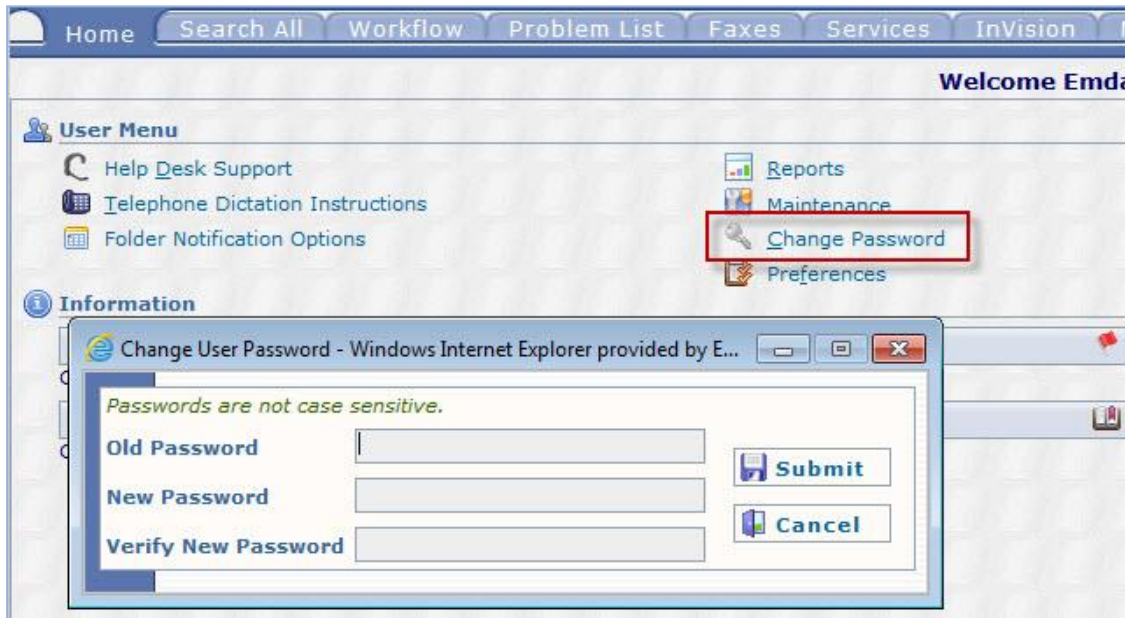 Home Search All Workflow Problem List Faxes Services InVision
Welcome Emda
User Menu
Help Desk Support Reports
Telephone Dictation Instructions Maintenance
Folder Notification Options Change Password
Preferences
Information
Change User Password - Windows Internet Explorer provided by E...
Passwords are not case sensitive.
Old Password
Submit
New Password
Cancel
Verify New Password